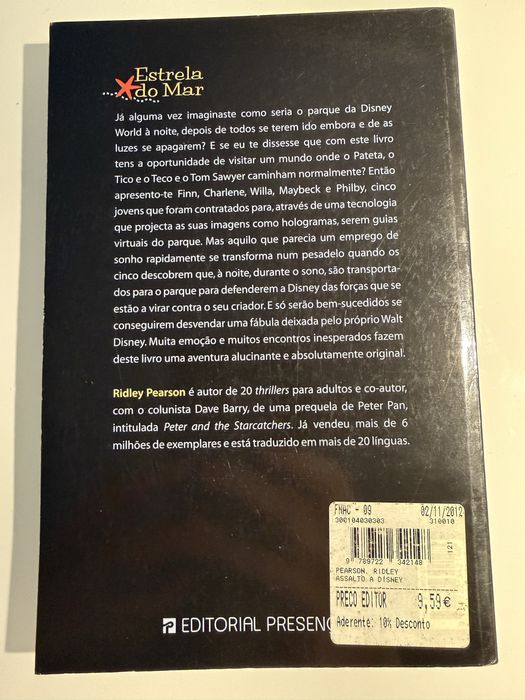 Estrela
do Mar
Já alguma vez imaginaste como seria o parque da Disney
World à noite, depois de todos se terem ido embora e de as
luzes se apagarem? E se eu te dissesse que com este livro
tens a oportunidade de visitar um mundo onde o Pateta, o
Tico e o Teco e o Tom Sawyer caminham normalmente? Então
apresento-te Finn, Charlene, Willa, Maybeck e Philby, cinco
jovens que foram contratados para, através de uma tecnologia
que projecta as suas imagens como hologramas, serem guias
virtuais do parque. Mas aquilo que parecia um emprego de
sonho rapidamente se transforma num pesadelo quando os
cinco descobrem que, à noite, durante o sono, são transporta-
dos para o parque para defenderem a Disney das forças que se
estão a virar contra o seu criador. E só serão bem-sucedidos se
conseguirem desvendar uma fábula deixada pelo próprio Walt
Disney. Muita emoção e muitos encontros inesperados fazem
deste livro uma aventura alucinante e absolutamente original.
Ridley Pearson é autor de 20 thrillers para adultos e co-autor,
com o colunista Dave Barry, de uma prequela de Peter Pan,
intitulada Peter and the Starcatchers. Já vendeu mais de 6
milhões de exemplares e está traduzido em mais de 20 línguas.
FNAC - 09 02/11/2012
300104030303 310010
121
9 789722 342148
PEARSON, RIDLEY
ASSALTO A DISNEY
PRECO EDITOR 9,59 €
Aderente: 10% Desconto
EDITORIAL PRESENÇ